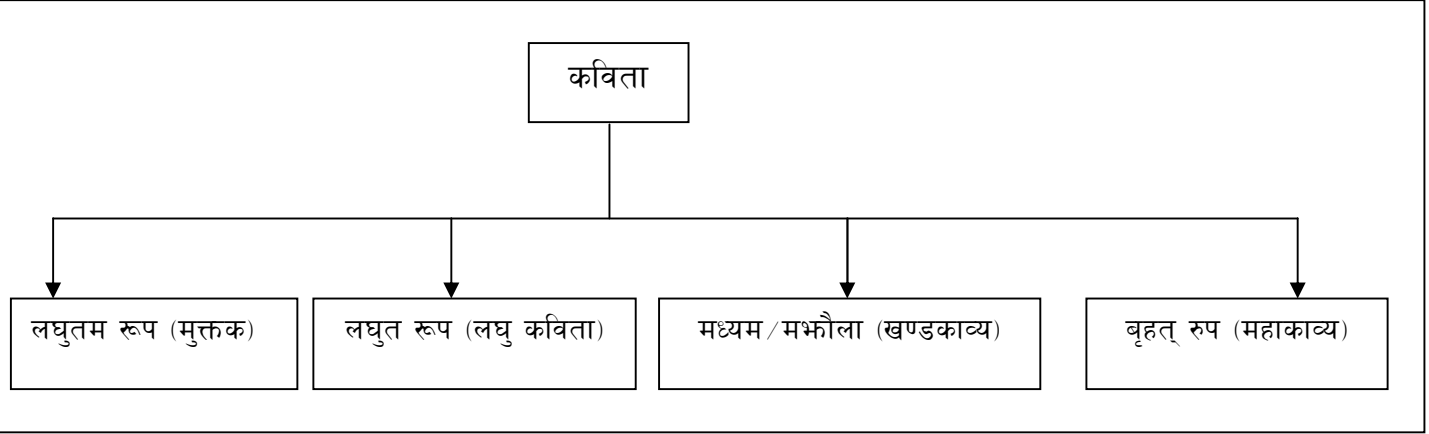 कविता
लघुतम रूप (मुक्तक)
लघुत रूप (लघु कविता)
मध्यम/मझौला (खण्डकाव्य)
बृहत् रुप (महाकाव्य)